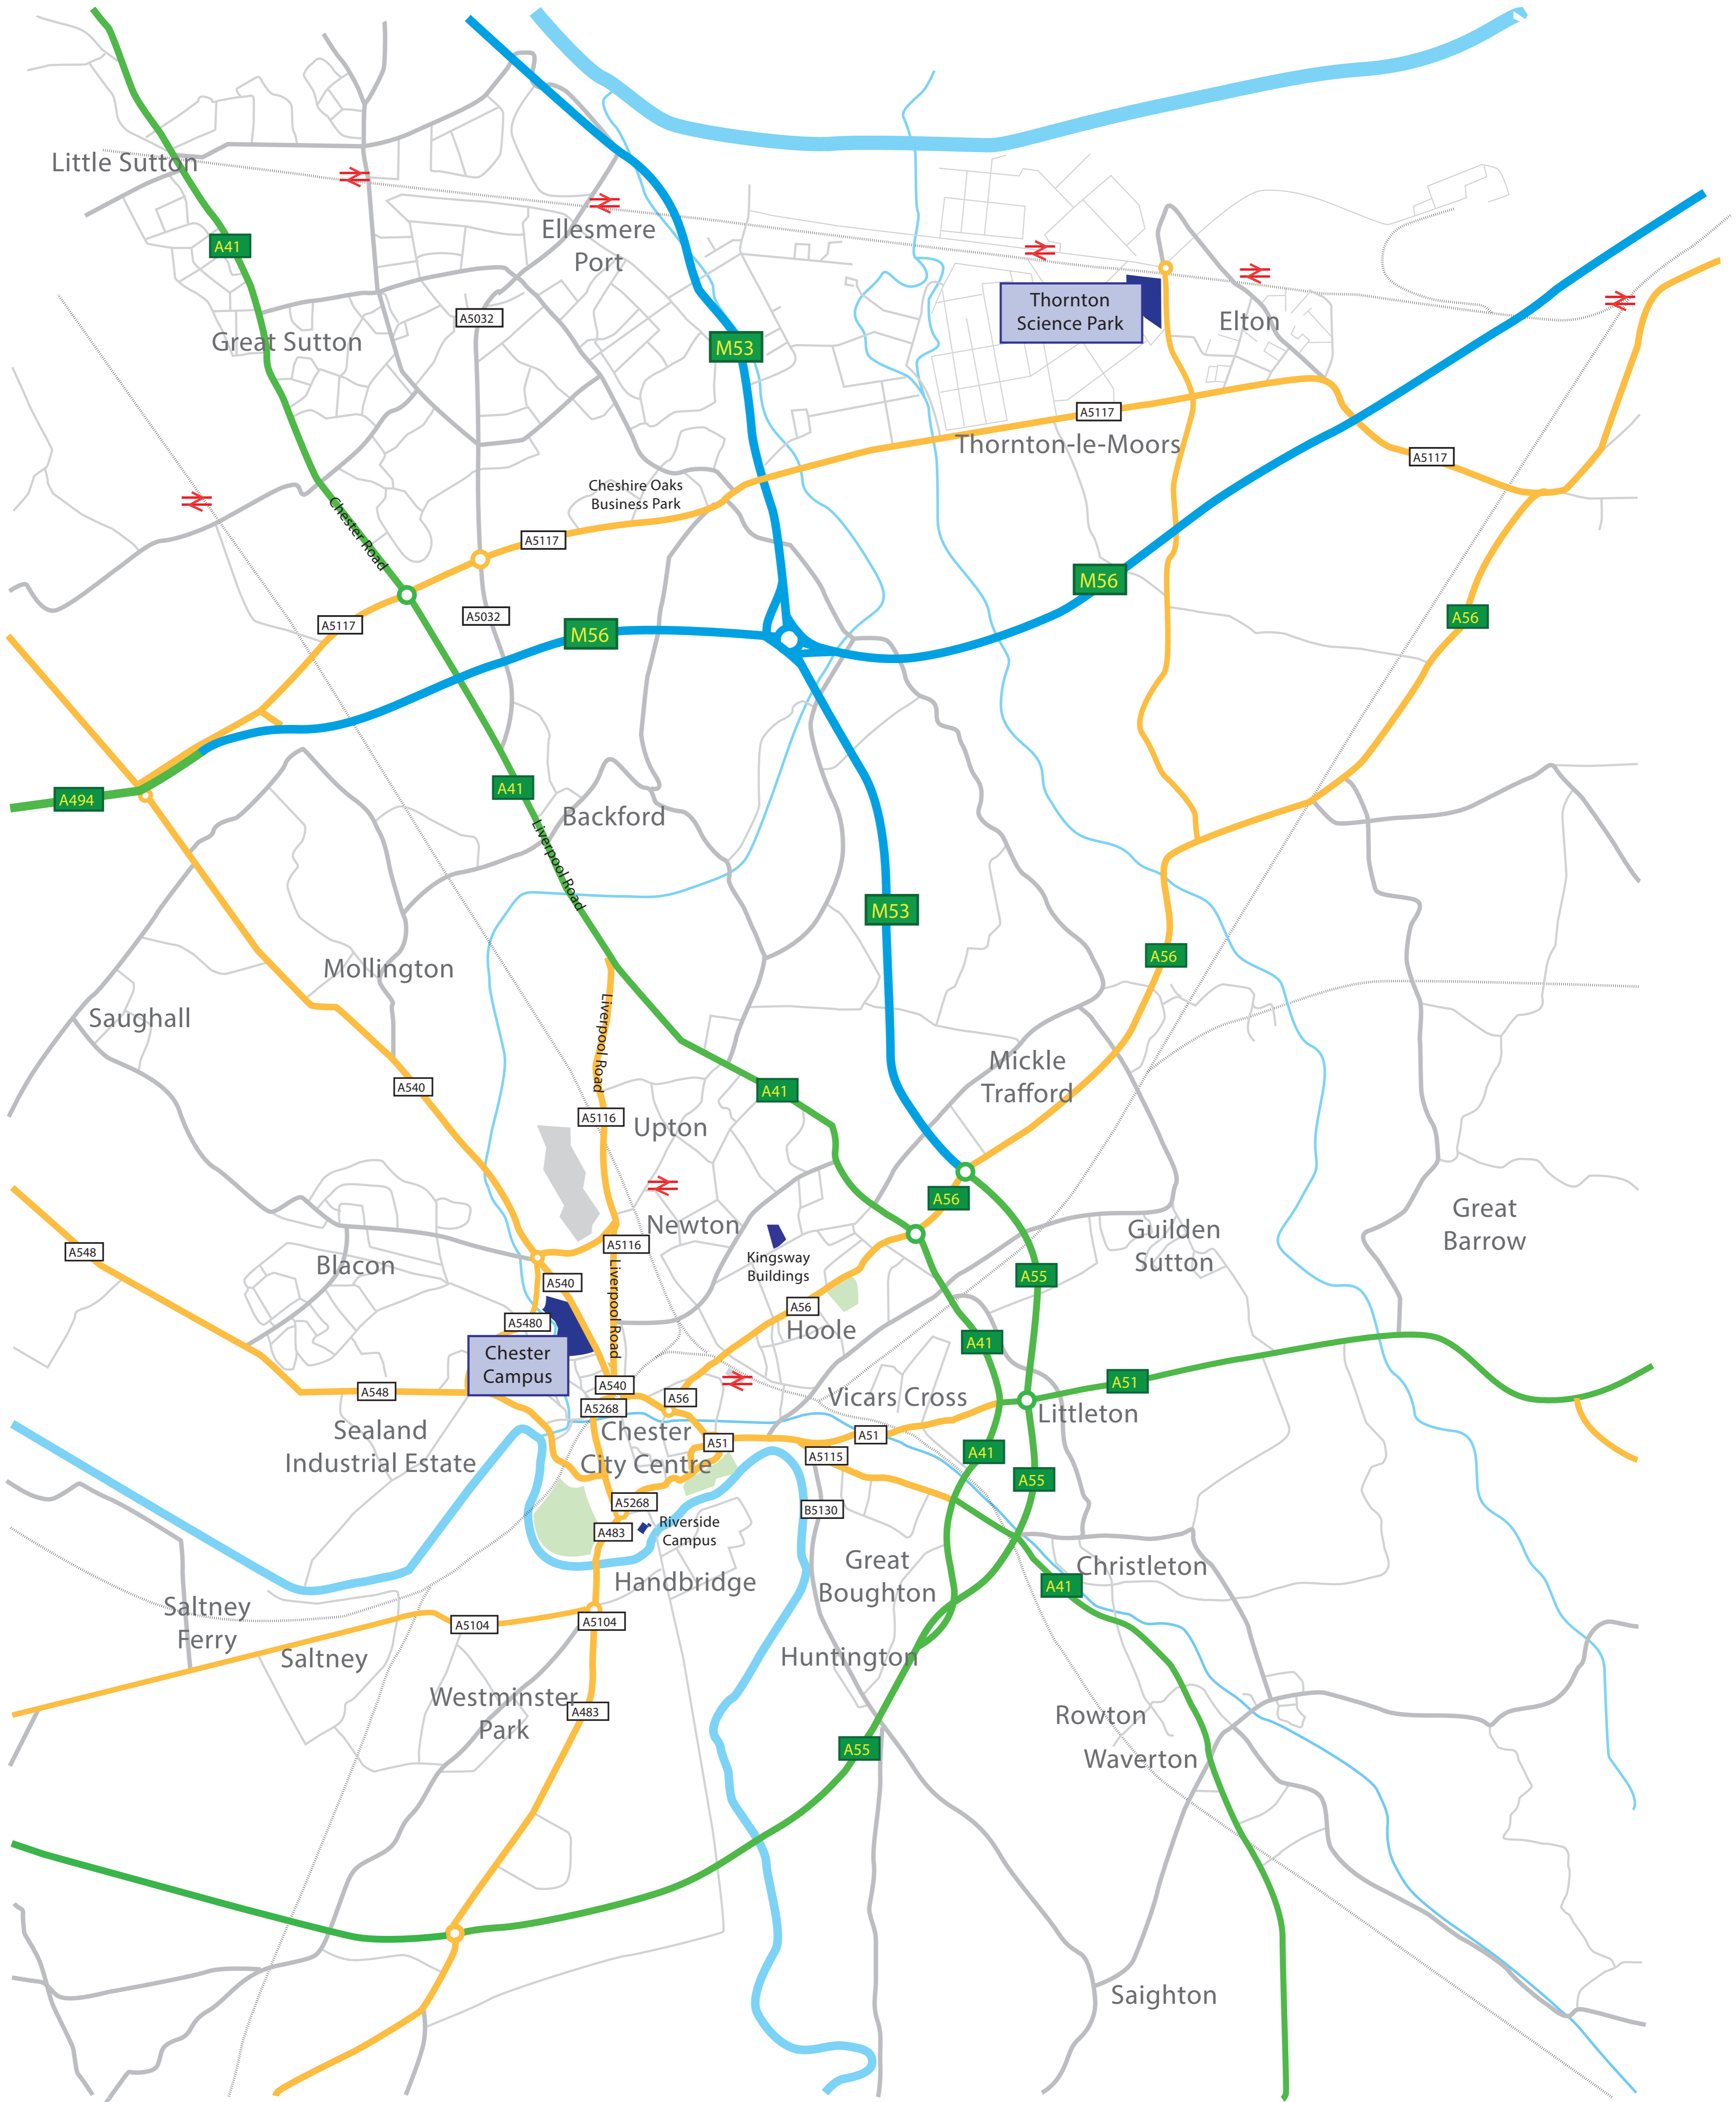 Little Sutton
A41
Ellesmere
Port
Thornton
Science Park
Elton
A5032
Great Sutton
M53
A5117
Thornton-le-Moors
A5117
Cheshire Oaks
Business Park
Chester Road
A5117
M56
A5032
A56
A5117
M56
A41
A494
Backford
Liverpool Road
M53
A56
Mollington
Saughall
Liverpool Road
Mickle
Trafford
A540
A41
A5116
Upton
A56
Great
Barrow
Newton
Guilden
Sutton
A5116
A548
Kingsway
Buildings
Blacon
A55
A540
Liverpool Road
A56
A5480
Hoole
A41
Chester
Campus
A51
A540
A548
A56
Vicars Cross
A5268
Littleton
Sealand
Industrial Estate
Chester
City Centre
A51
A51
A5115
A41
A55
A5268
B5130
Riverside
Campus
A483
Great
Boughton
Christleton
Handbridge
A41
Saltney
Ferry
A5104
A5104
Saltney
Huntington
Westminster
Park
A483
Rowton
A55
Waverton
Saighton